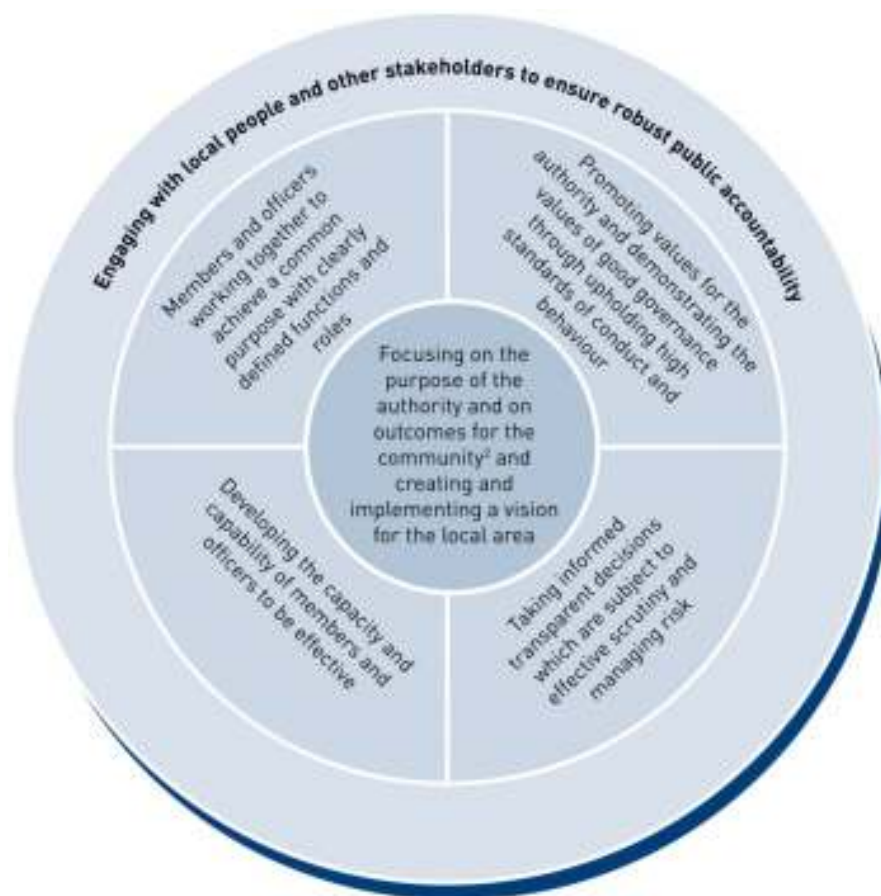 Engaging with local people and other stakeholders to ensure robust public accountability
Members and officers
working together to
achieve a common
purpose with clearly
defined functions and
roles
Promoting values for the
authority and demonstrating the
values of good governance
through upholding high
standards of conduct and
behaviour
Focusing on the
purpose of the
authority and on
outcomes for the
community² and
creating and
implementing a vision
for the local area
Developing the capacity and
capability of members and
officers to be effective
Taking informed
transparent decisions
which are subject to
effective scrutiny and
managing risk